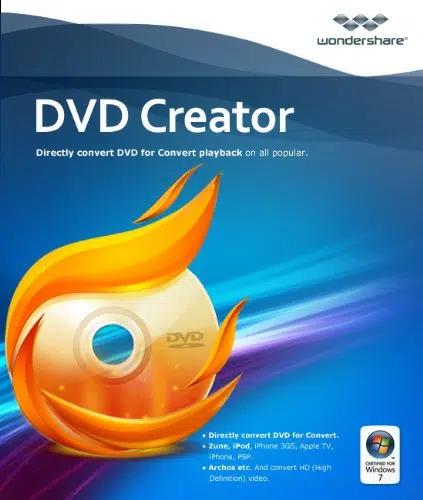 wondershare®
DVD Creator
Directly convert DVD for Convert playback on all popular.
DVD
• Directly convert DVD for Convert.
• Zune, iPod, iPhone 3GS, Apple TV,
iPhone, PSP.
• Archos etc. And convert HD (High
Definition) video.
CERTIFIED FOR
Windows
7